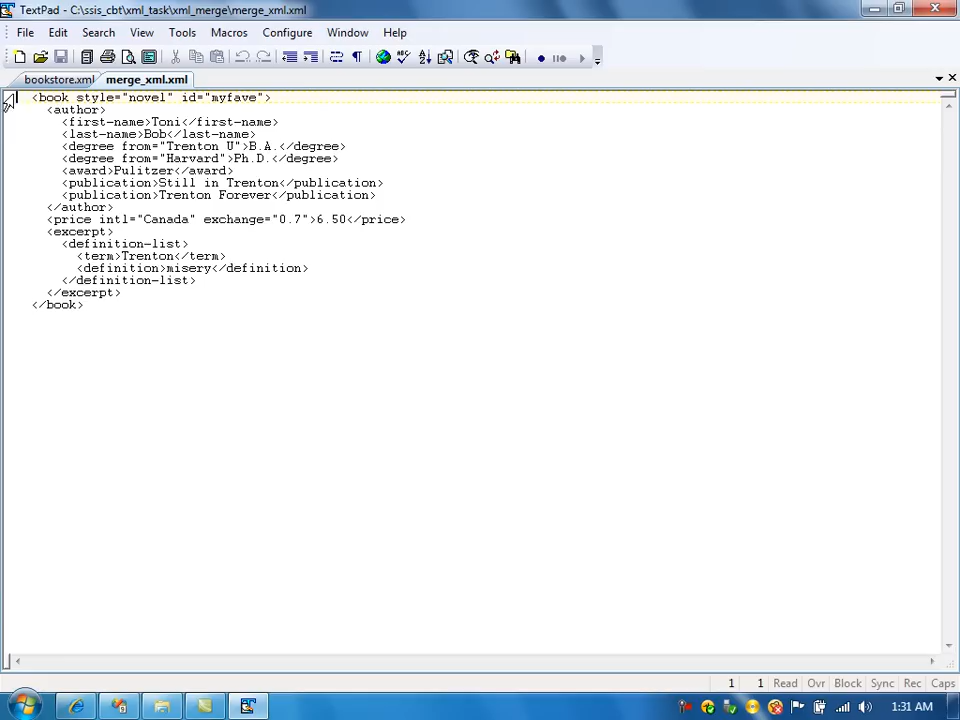 TextPad - C:\ssis_cbt\xml_task\xml_merge\merge_xml.xml
File Edit Search View Tools Macros Configure Window Help
bookstore.xml merge_xml.xml
<book style="novel" id="myfave">
<author>
<first-name>Toni</first-name>
<last-name>Bob</last-name>
<degree from="Trenton U">B.A.</degree>
<degree from="Harvard">Ph.D.</degree>
<award>Pulitzer</award>
<publication>Still in Trenton</publication>
<publication>Trenton Forever</publication>
</author>
<price intl="Canada" exchange="0.7">6.50</price>
<excerpt>
<definition-list>
<term>Trenton</term>
<definition>misery</definition>
</definition-list>
</excerpt>
</book>
1 1 Read Ovr Block Sync Rec Caps
1:31 AM